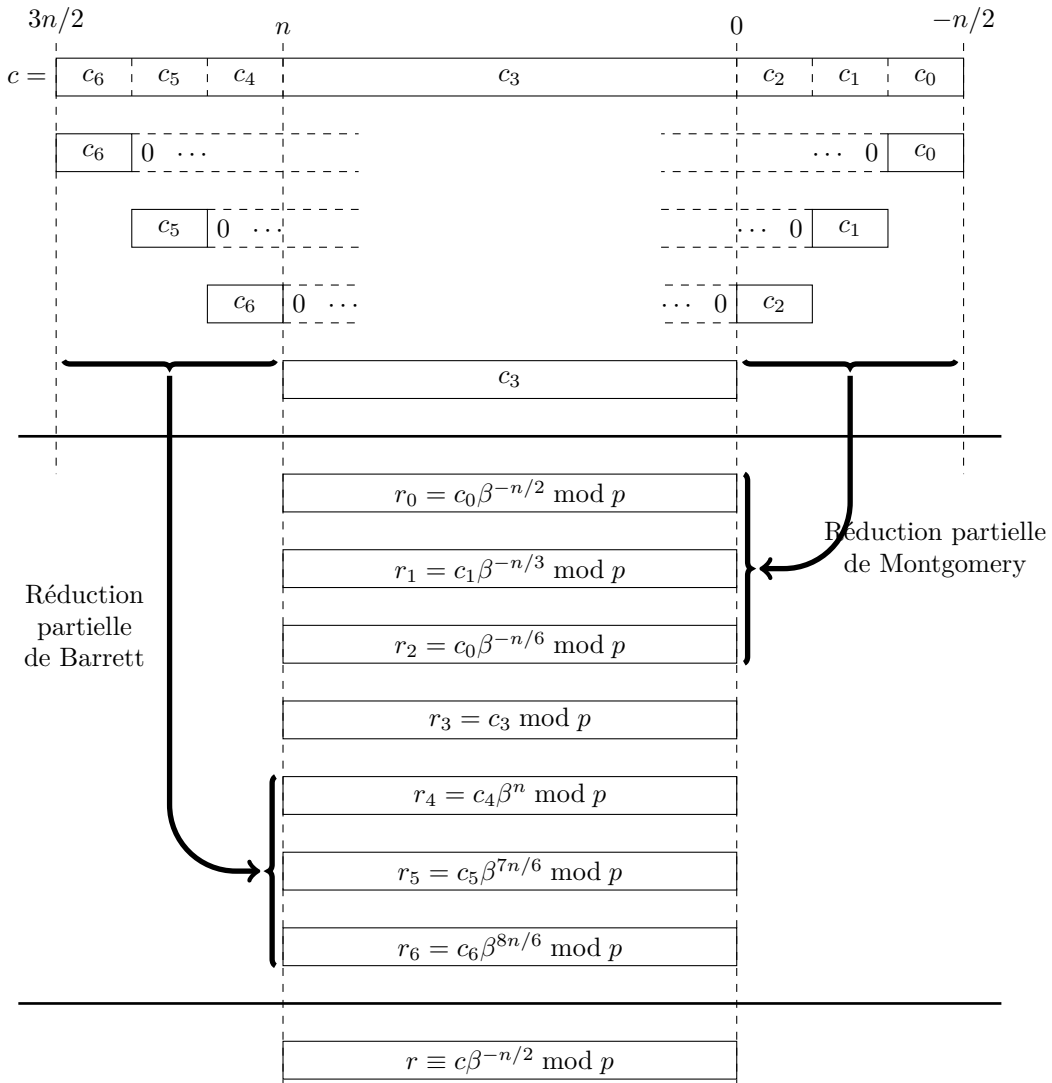 3n/2 n 0 −n/2
c = c₆ c₅ c₄ c₃ c₂ c₁ c₀
c₆ 0 ··· ··· 0 c₀
c₅ 0 ··· ··· 0 c₁
c₆ 0 ··· ··· 0 c₂
c₃
r₀ = c₀β^{−n/2} mod p
Réduction partielle
de Montgomery
r₁ = c₁β^{−n/3} mod p
Réduction
partielle
de Barrett
r₂ = c₀β^{−n/6} mod p
r₃ = c₃ mod p
r₄ = c₄βⁿ mod p
r₅ = c₅β^{7n/6} mod p
r₆ = c₆β^{8n/6} mod p
r ≡ cβ^{−n/2} mod p